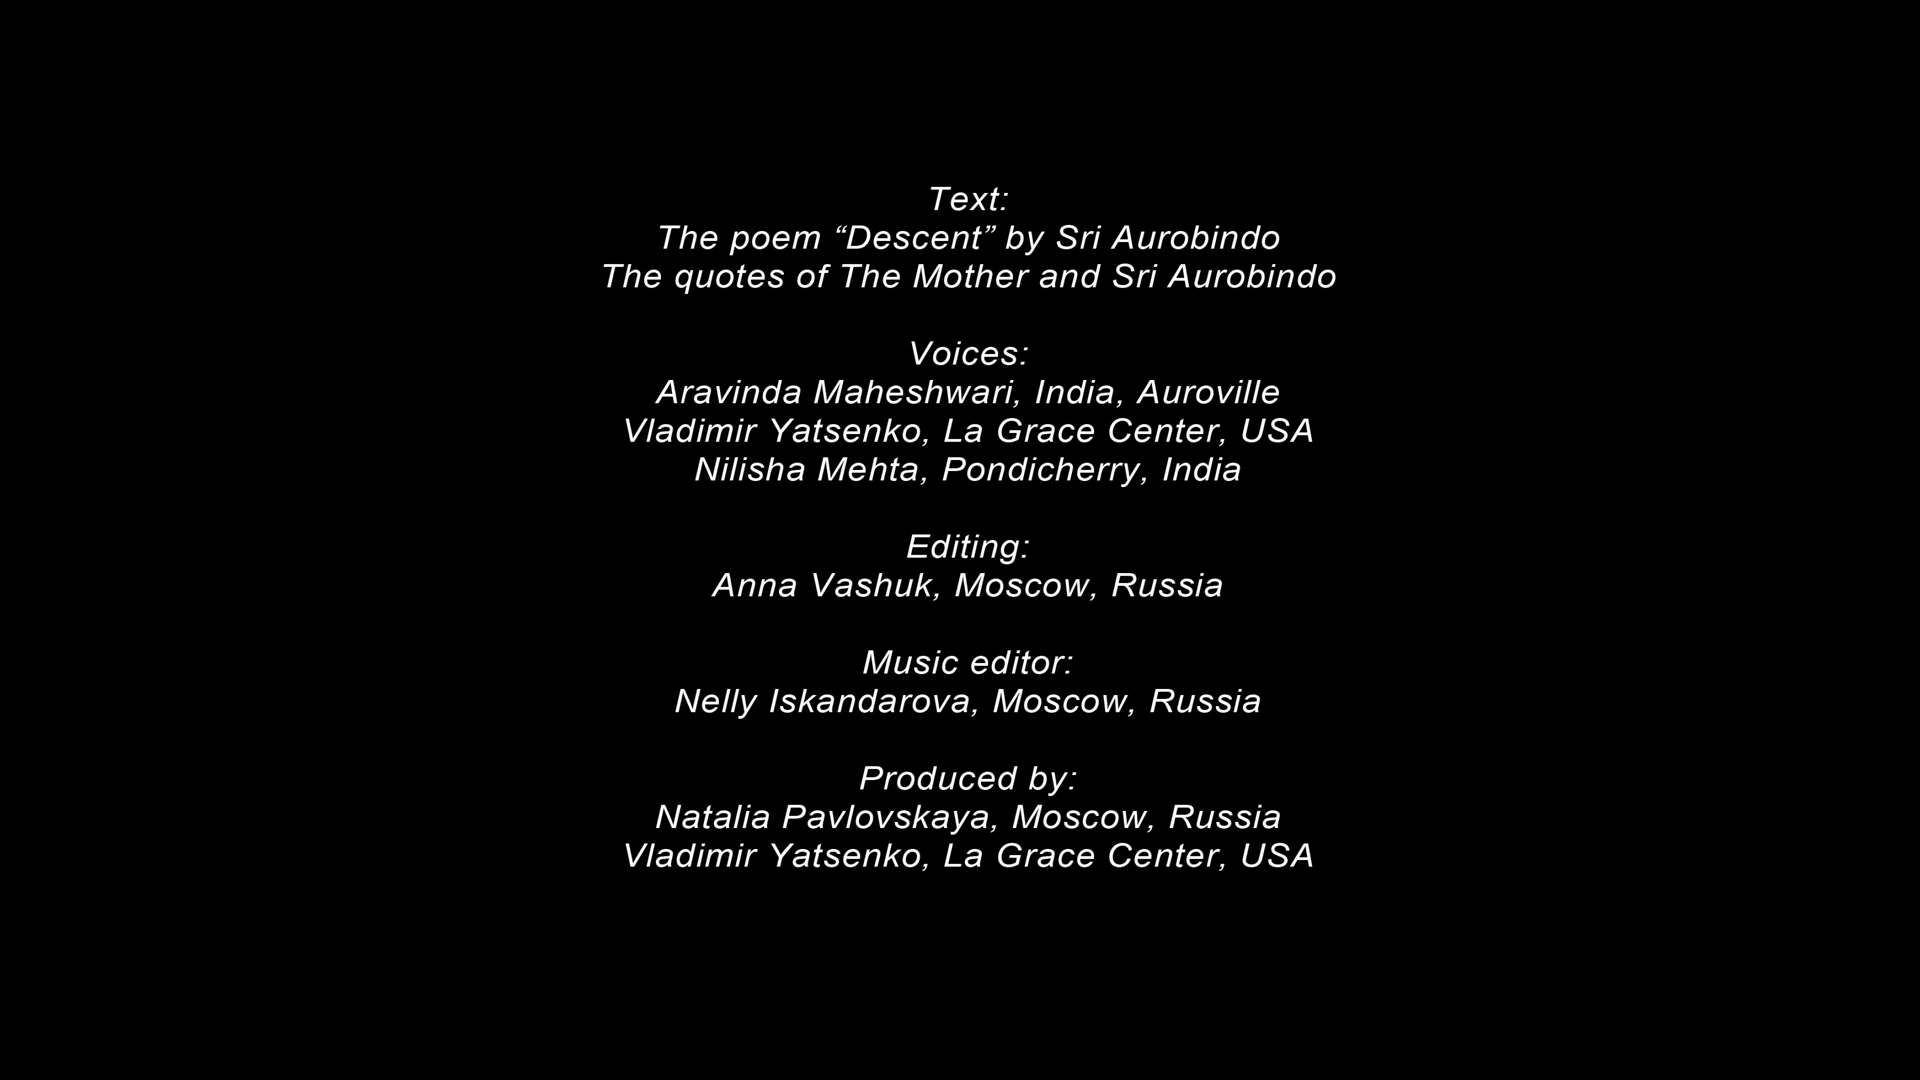 Text:
The poem “Descent” by Sri Aurobindo
The quotes of The Mother and Sri Aurobindo
Voices:
Aravinda Maheshwari, India, Auroville
Vladimir Yatsenko, La Grace Center, USA
Nilisha Mehta, Pondicherry, India
Editing:
Anna Vashuk, Moscow, Russia
Music editor:
Nelly Iskandarova, Moscow, Russia
Produced by:
Natalia Pavlovskaya, Moscow, Russia
Vladimir Yatsenko, La Grace Center, USA